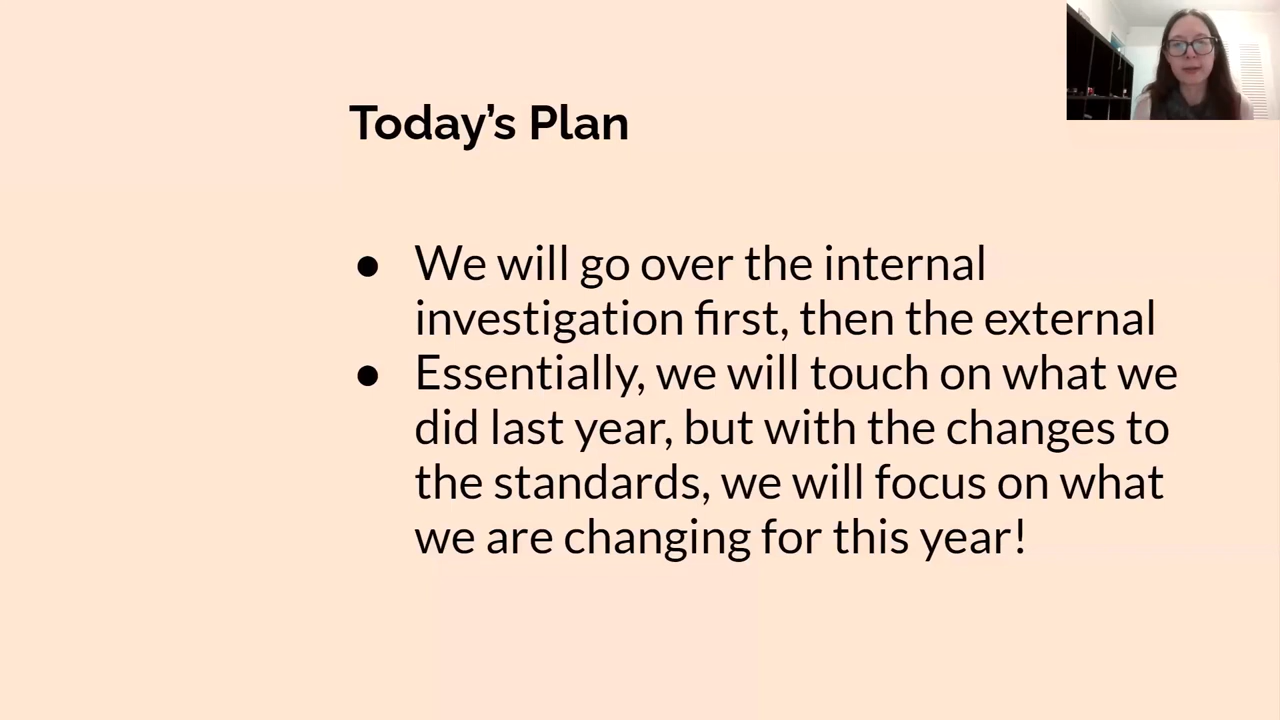 Today’s Plan
● We will go over the internal
investigation first, then the external
● Essentially, we will touch on what we
did last year, but with the changes to
the standards, we will focus on what
we are changing for this year!